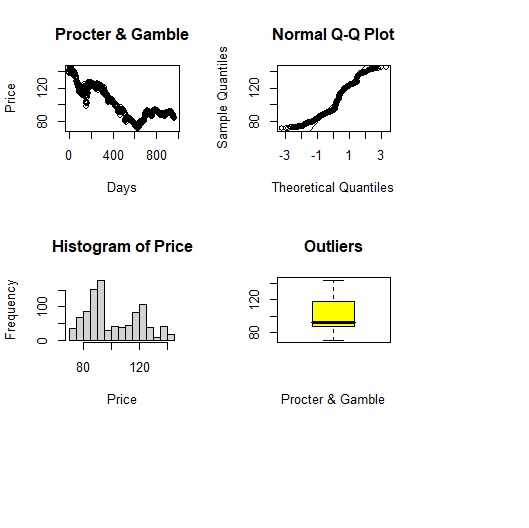 Procter & Gamble
Price
80 120
0 400 800
Days
Normal Q-Q Plot
Sample Quantiles
80 120
-3 -1 1 3
Theoretical Quantiles
Histogram of Price
Frequency
0 100
80 120
Price
Outliers
80 120
Procter & Gamble